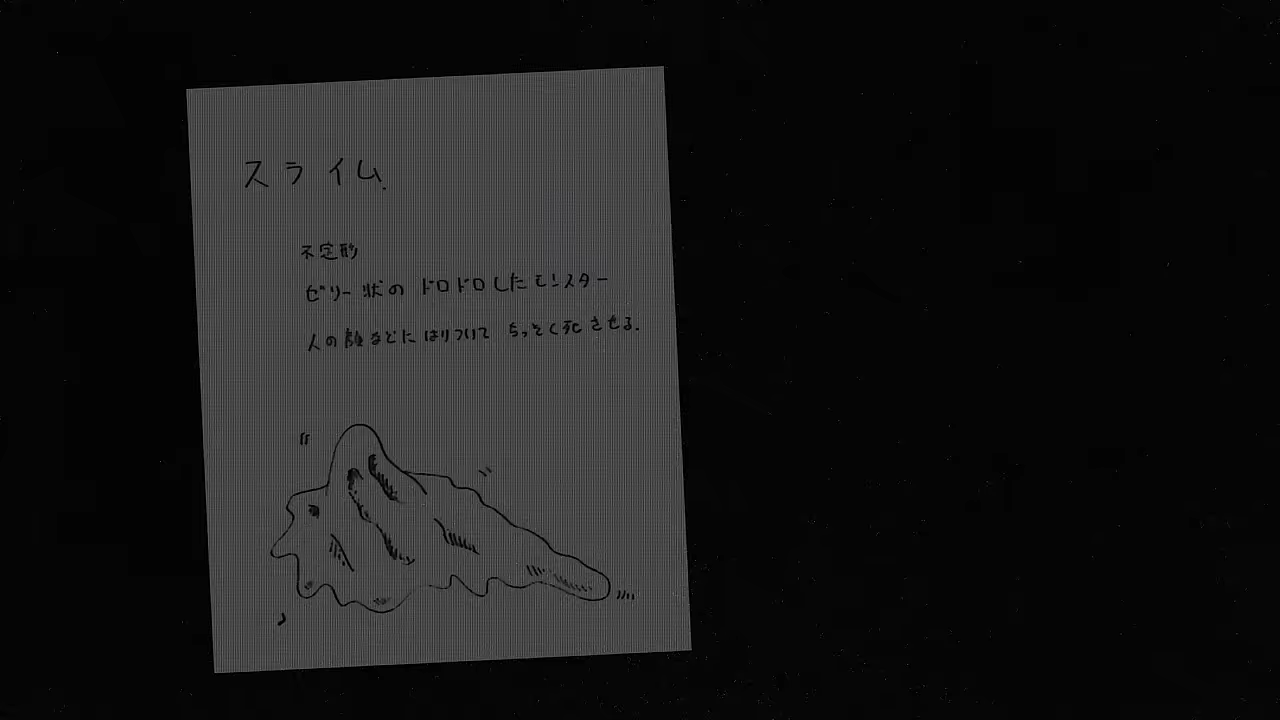 スライム.
不定形
ゼリー状の ドロドロしたモンスター
人の顔などに はりついて ちっそく死させる.